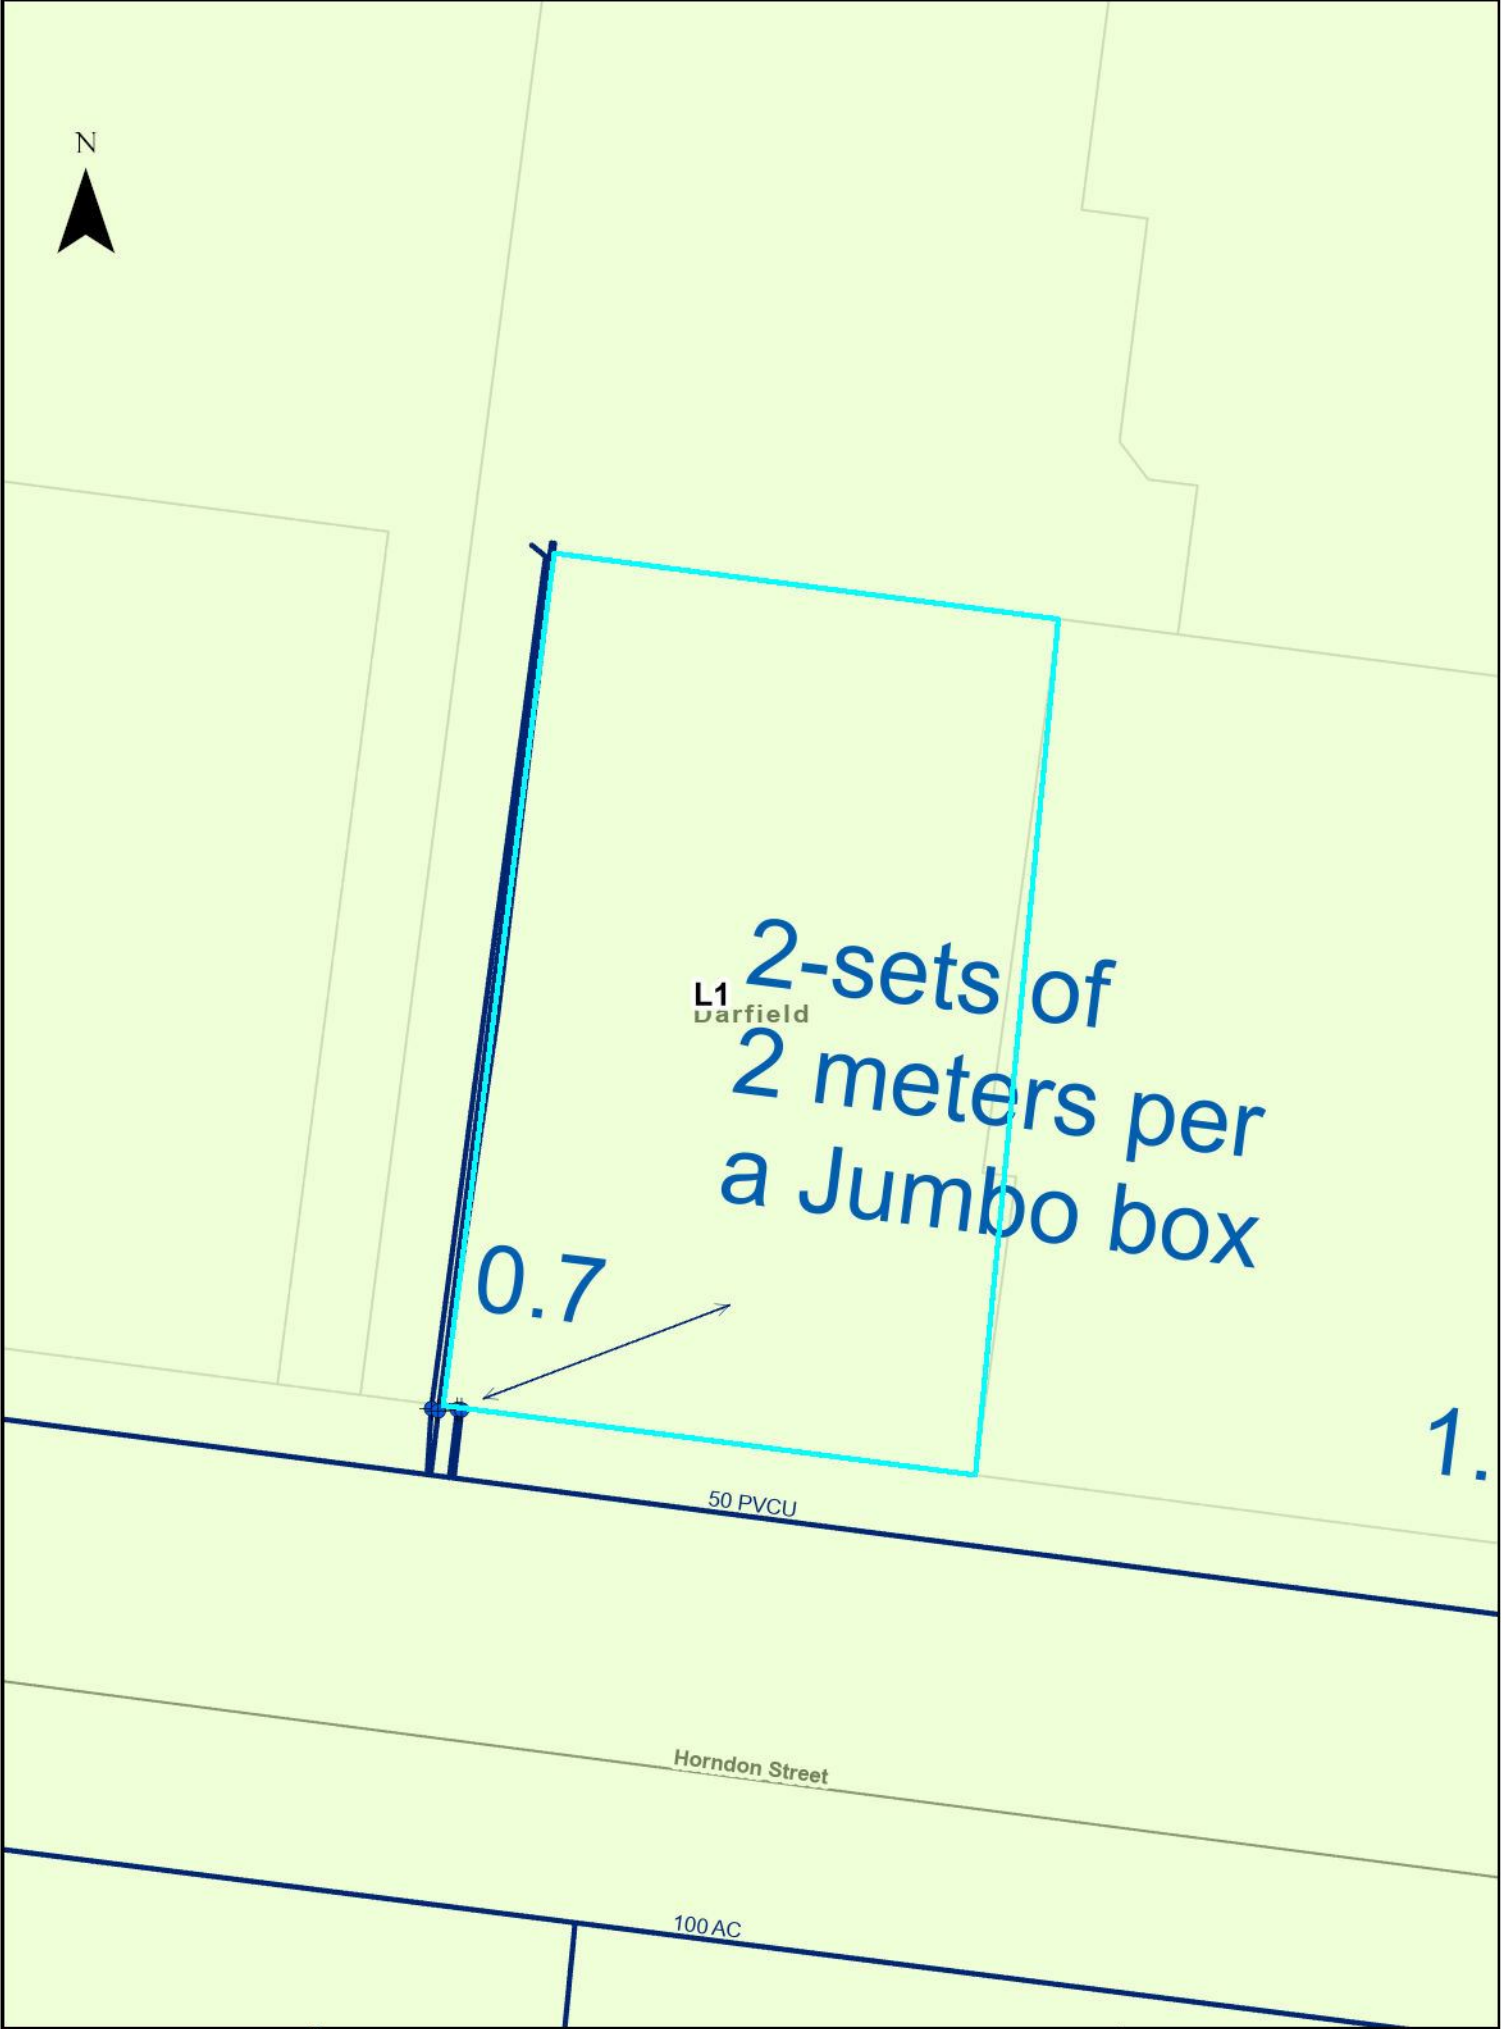 N
2-sets of
L1
Darfield
2 meters per
a Jumbo box
0.7
1.
50 PVCU
Horndon Street
100 AC